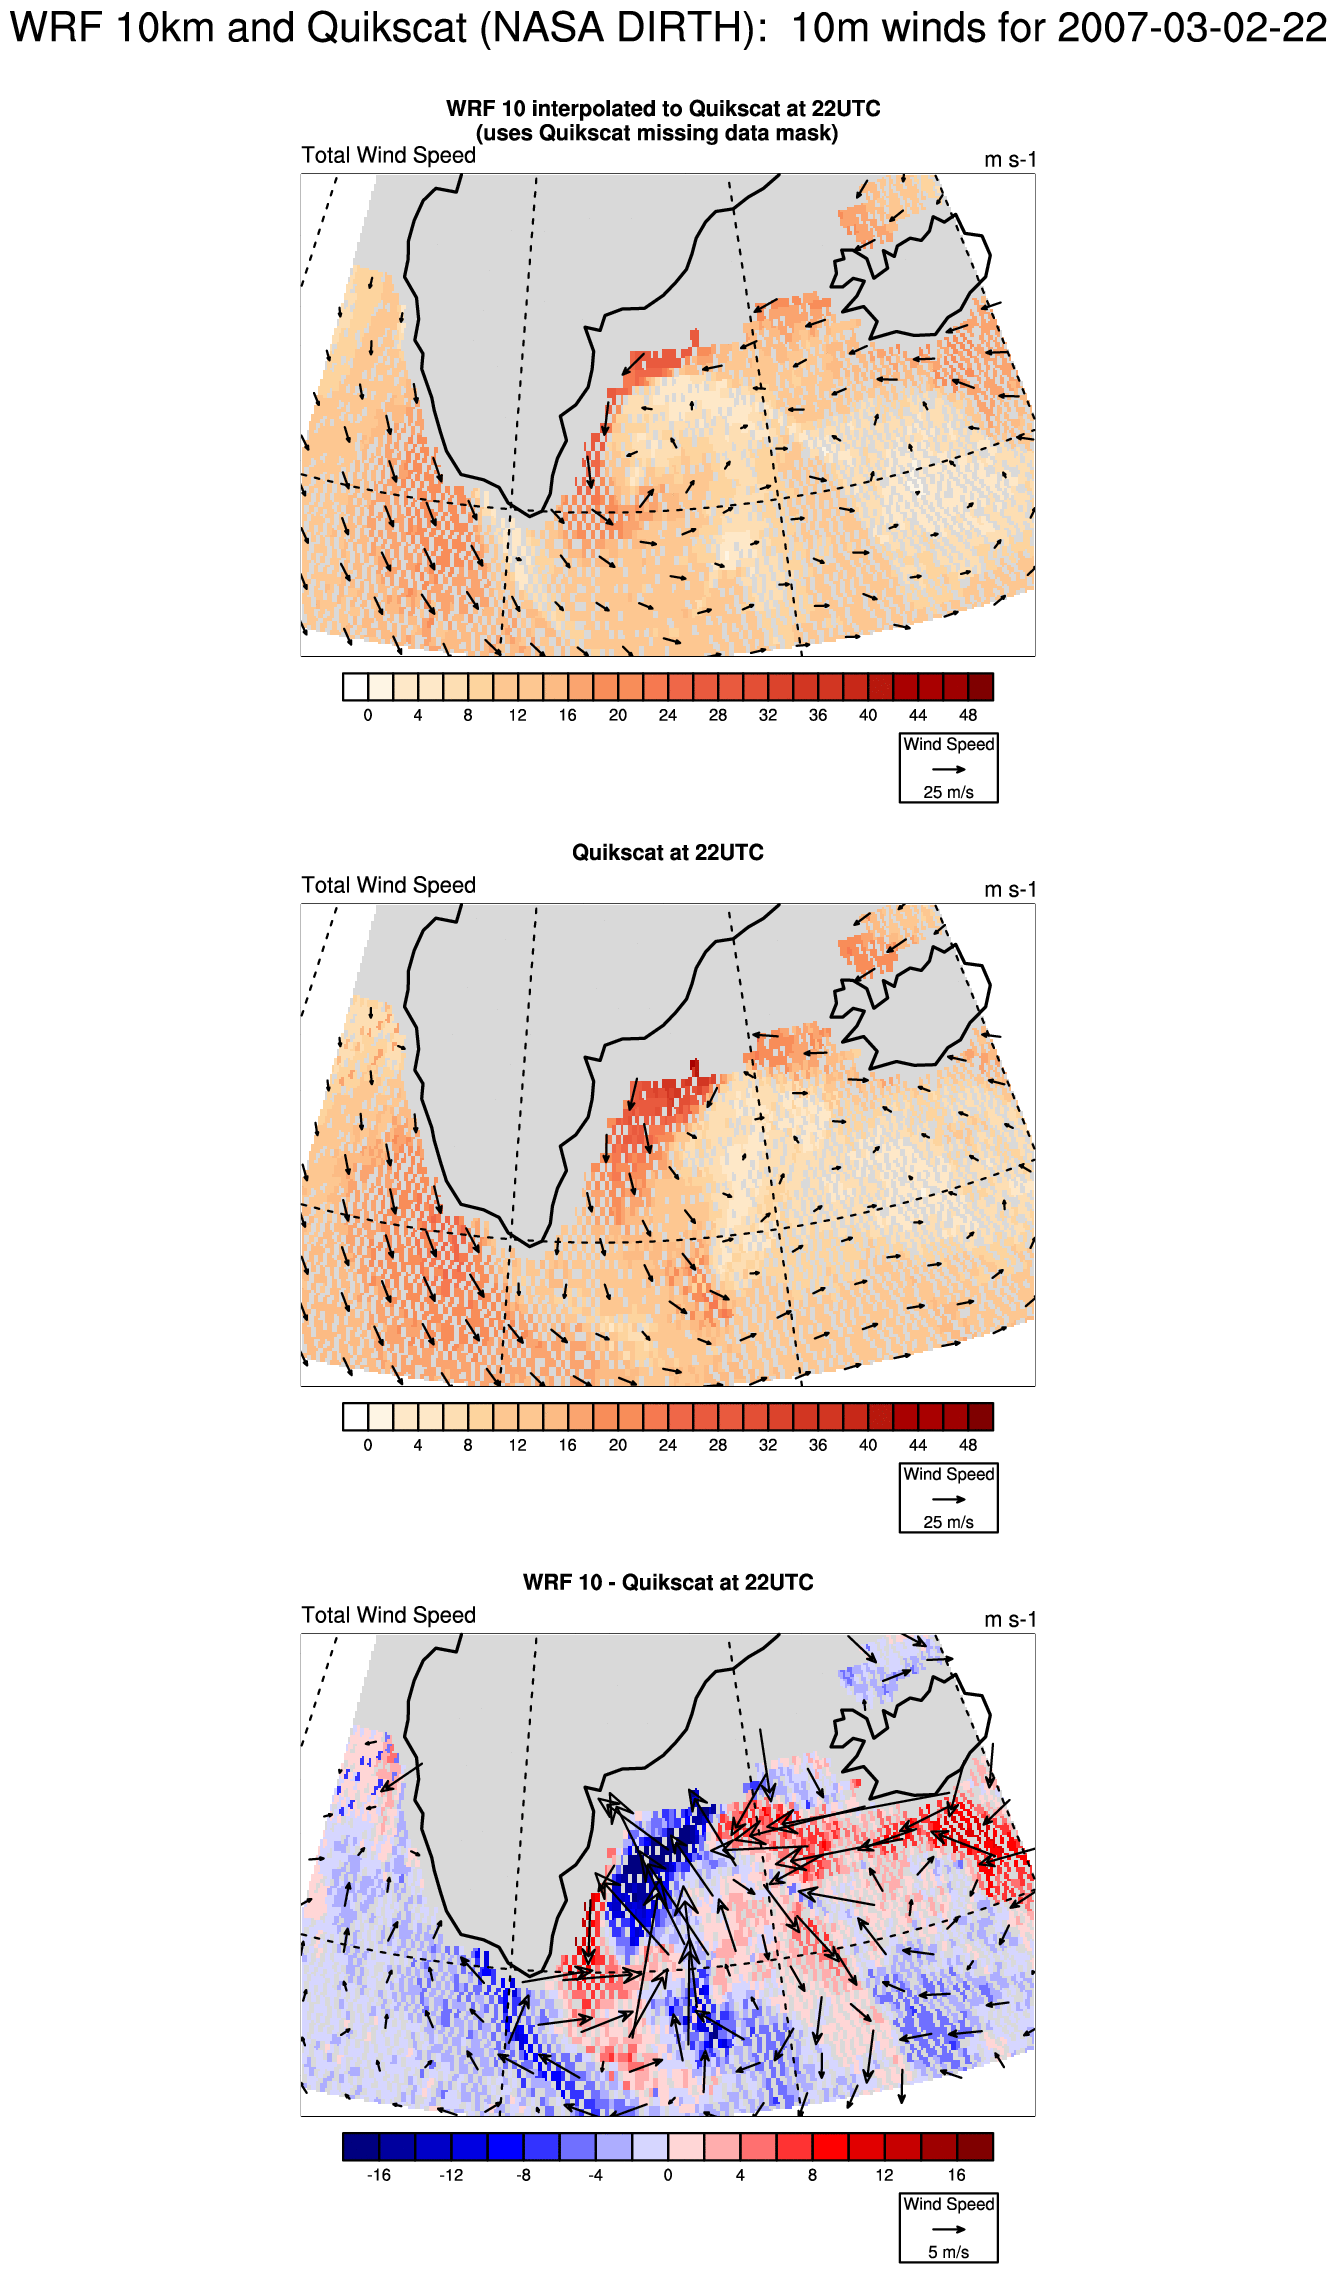 WRF 10km and Quikscat (NASA DIRTH):  10m winds for 2007-03-02-22
WRF 10 interpolated to Quikscat at 22UTC
(uses Quikscat missing data mask)
Total Wind Speed m s-1
0 4 8 12 16 20 24 28 32 36 40 44 48
Wind Speed
25 m/s
Quikscat at 22UTC
Total Wind Speed m s-1
0 4 8 12 16 20 24 28 32 36 40 44 48
Wind Speed
25 m/s
WRF 10 - Quikscat at 22UTC
Total Wind Speed m s-1
-16 -12 -8 -4 0 4 8 12 16
Wind Speed
5 m/s